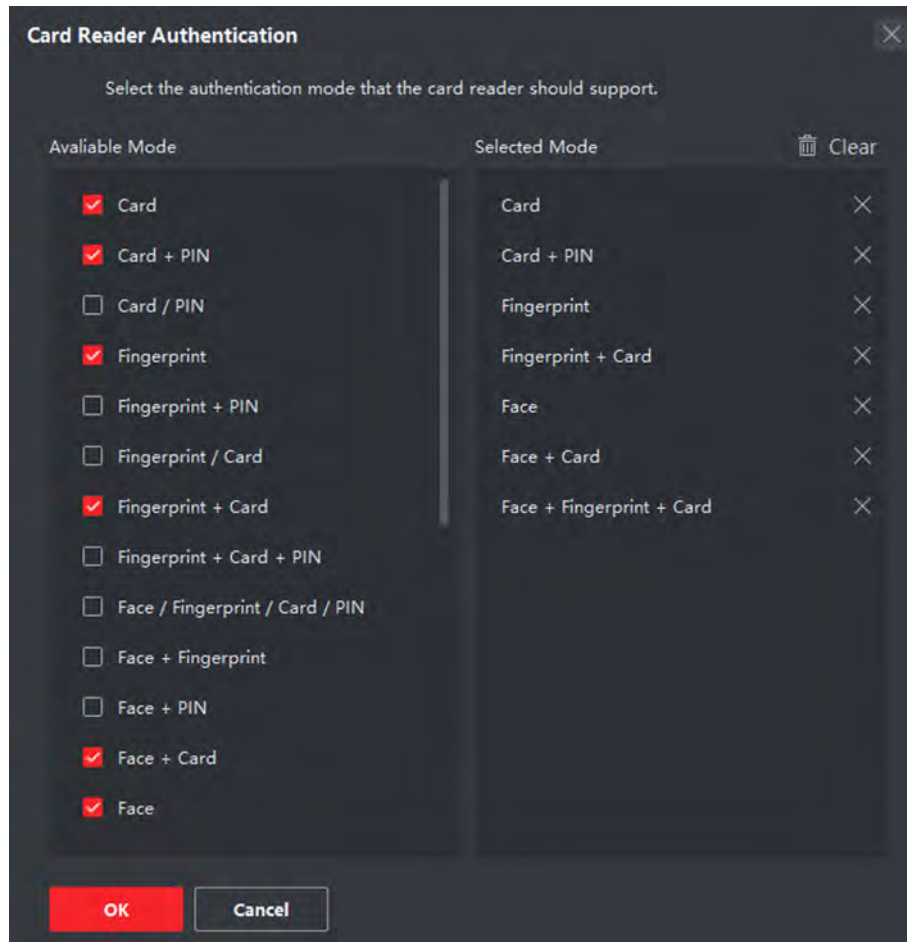 Card Reader Authentication
Select the authentication mode that the card reader should support.
Avaliable Mode
Selected Mode
Clear
Card
Card + PIN
Card / PIN
Fingerprint
Fingerprint + PIN
Fingerprint / Card
Fingerprint + Card
Fingerprint + Card + PIN
Face / Fingerprint / Card / PIN
Face + Fingerprint
Face + PIN
Face + Card
Face
Card
Card + PIN
Fingerprint
Fingerprint + Card
Face
Face + Card
Face + Fingerprint + Card
OK
Cancel